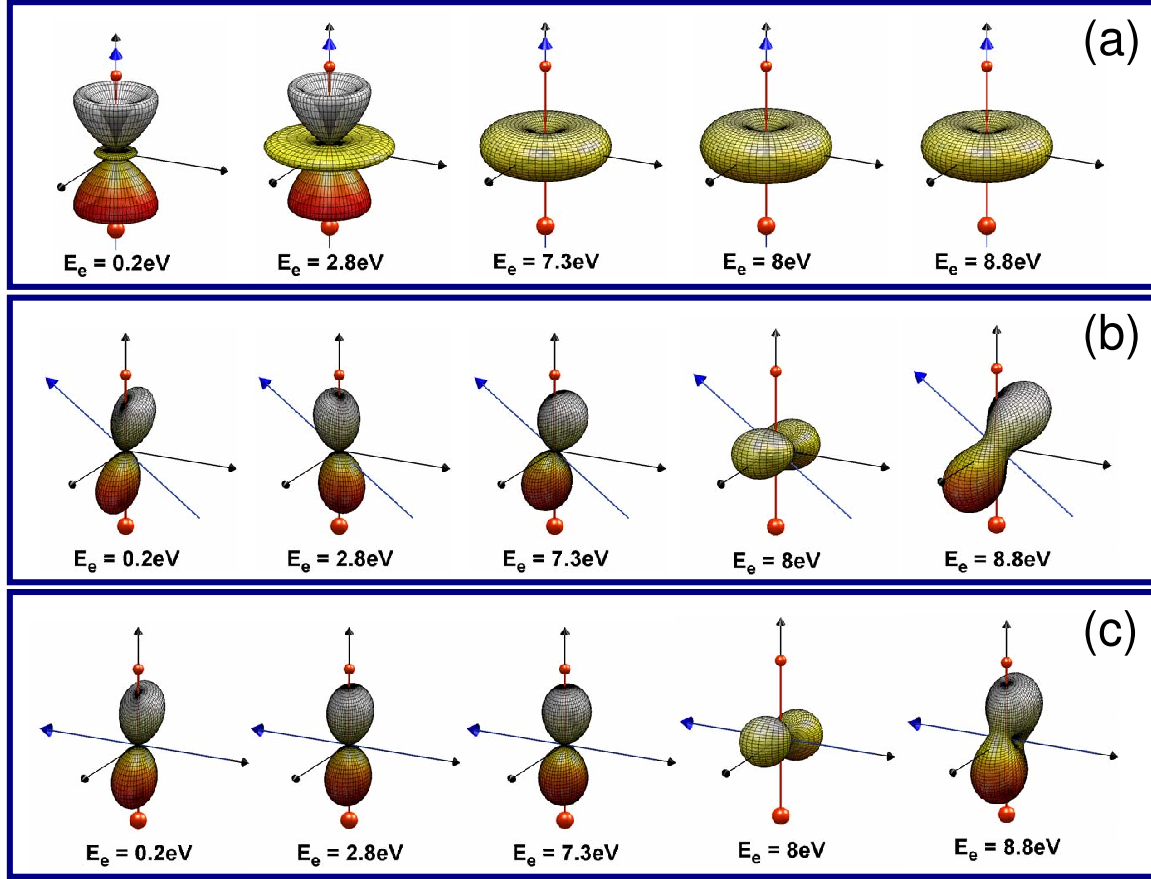 (a)
E_e = 0.2eV
E_e = 2.8eV
E_e = 7.3eV
E_e = 8eV
E_e = 8.8eV
(b)
E_e = 0.2eV
E_e = 2.8eV
E_e = 7.3eV
E_e = 8eV
E_e = 8.8eV
(c)
E_e = 0.2eV
E_e = 2.8eV
E_e = 7.3eV
E_e = 8eV
E_e = 8.8eV